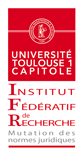 UNIVERSITÉ
TOULOUSE 1
CAPITOLE
INSTITUT
FÉDÉRATIF
de
RECHERCHE
Mutation des
normes juridiques